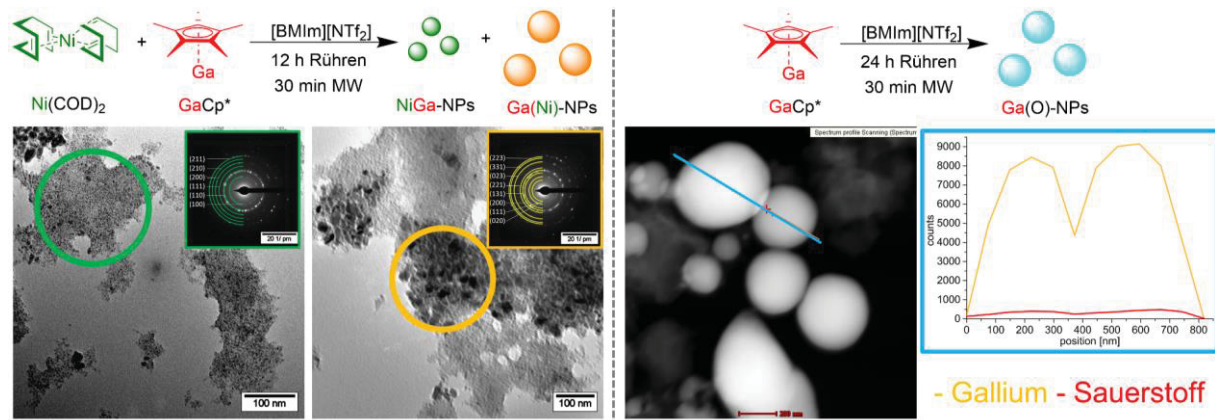 Ni
+
Ga
[BMIm][NTf2]
12 h Rühren
30 min MW
+
Ni(COD)2
GaCp*
NiGa-NPs
Ga(Ni)-NPs
Ga
[BMIm][NTf2]
24 h Rühren
30 min MW
GaCp*
Ga(O)-NPs
(211)
(210)
(200)
(111)
(110)
(100)
20 1/ pm
100 nm
(223)
(331)
(023)
(221)
(131)
(200)
(111)
(020)
20 1/ pm
100 nm
Spectrum profile Scanning (Spectrum
200 nm
9000
8000
7000
6000
5000
4000
3000
2000
1000
0
counts
0 100 200 300 400 500 600 700 800
position [nm]
- Gallium - Sauerstoff